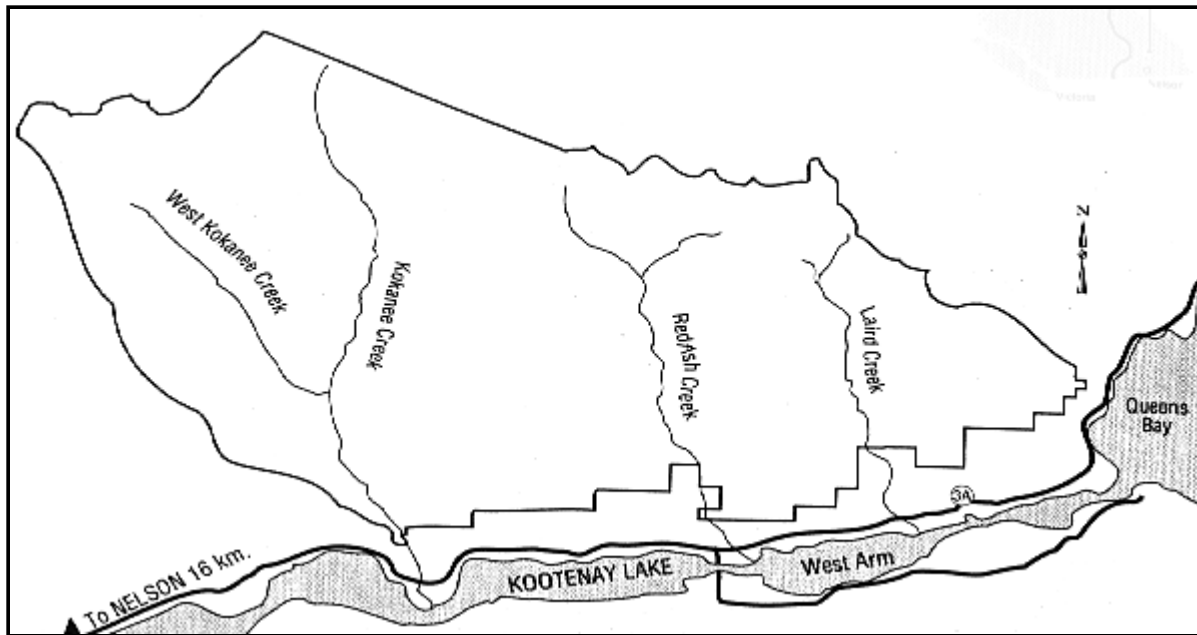 West Kokanee Creek
Kokanee Creek
RedAsh Creek
Laird Creek
N
Queens
Bay
3A
West Arm
KOOTENAY LAKE
To NELSON 16 km.